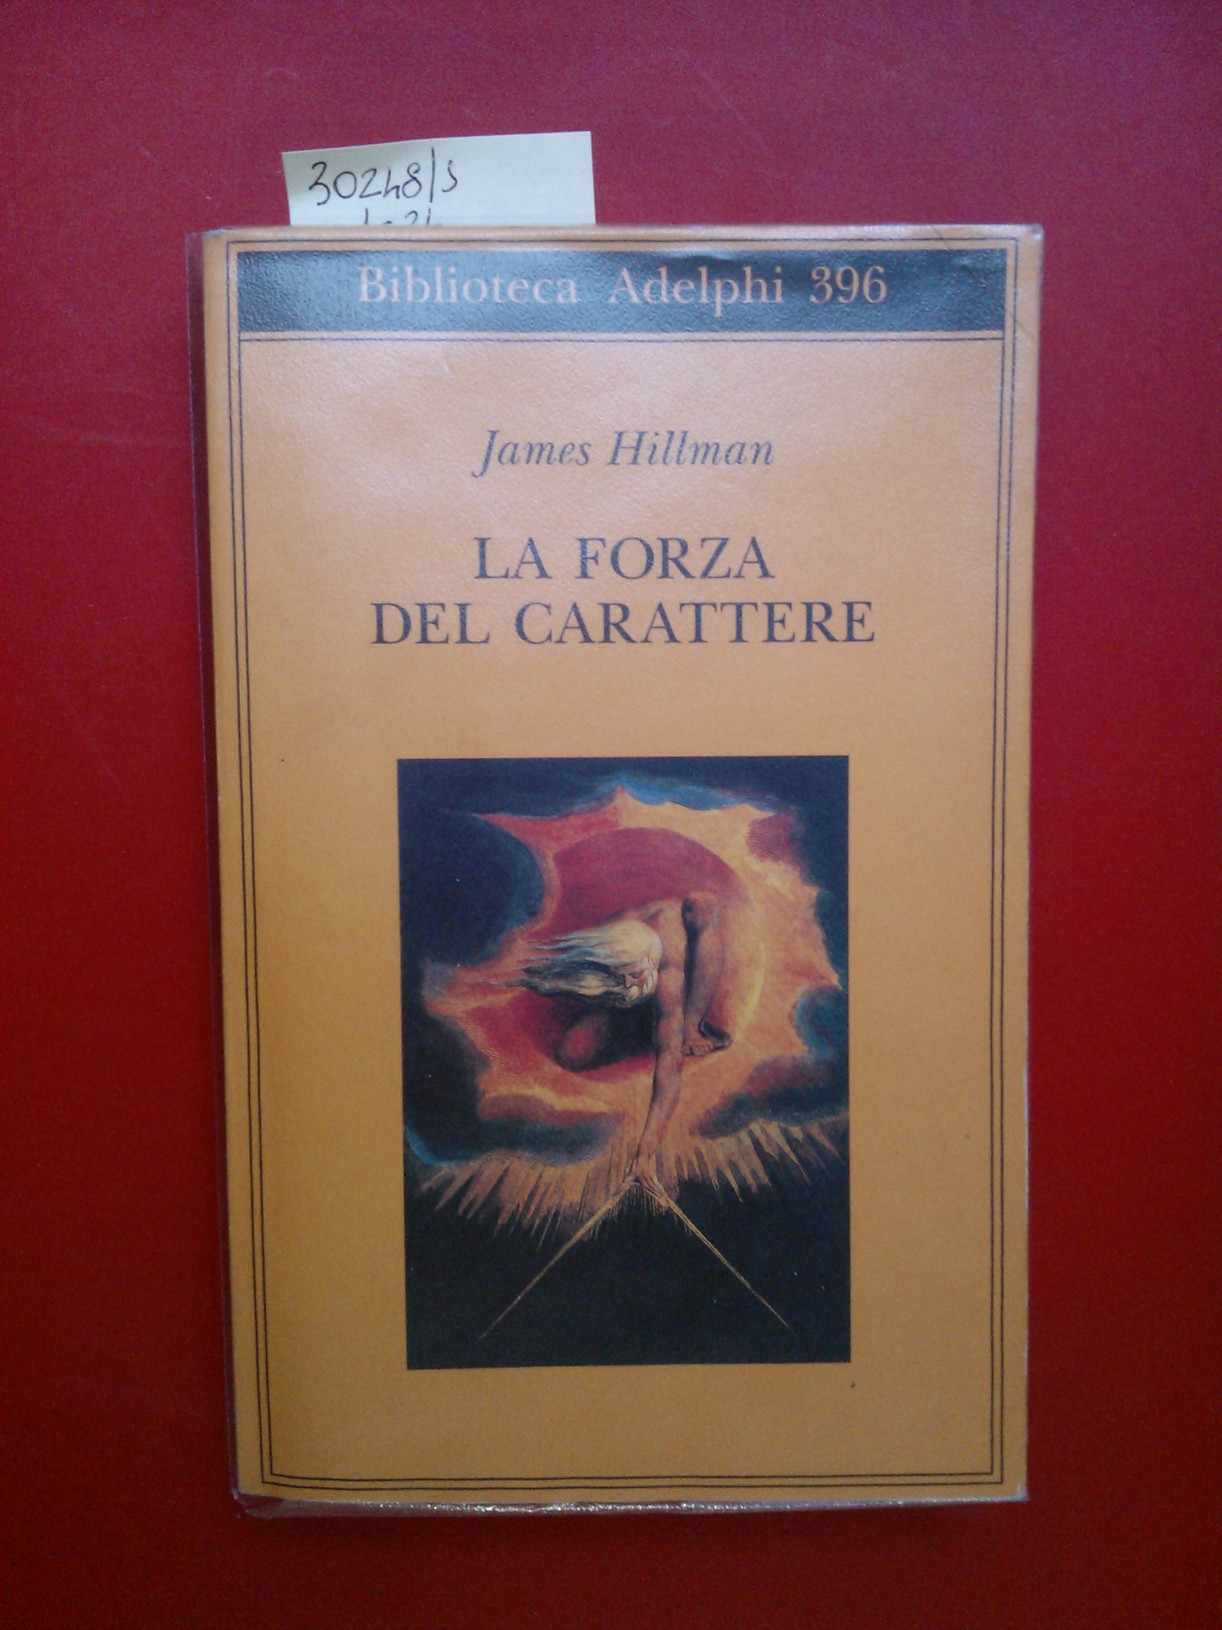 30248/S
Biblioteca Adelphi 396
James Hillman
LA FORZA
DEL CARATTERE